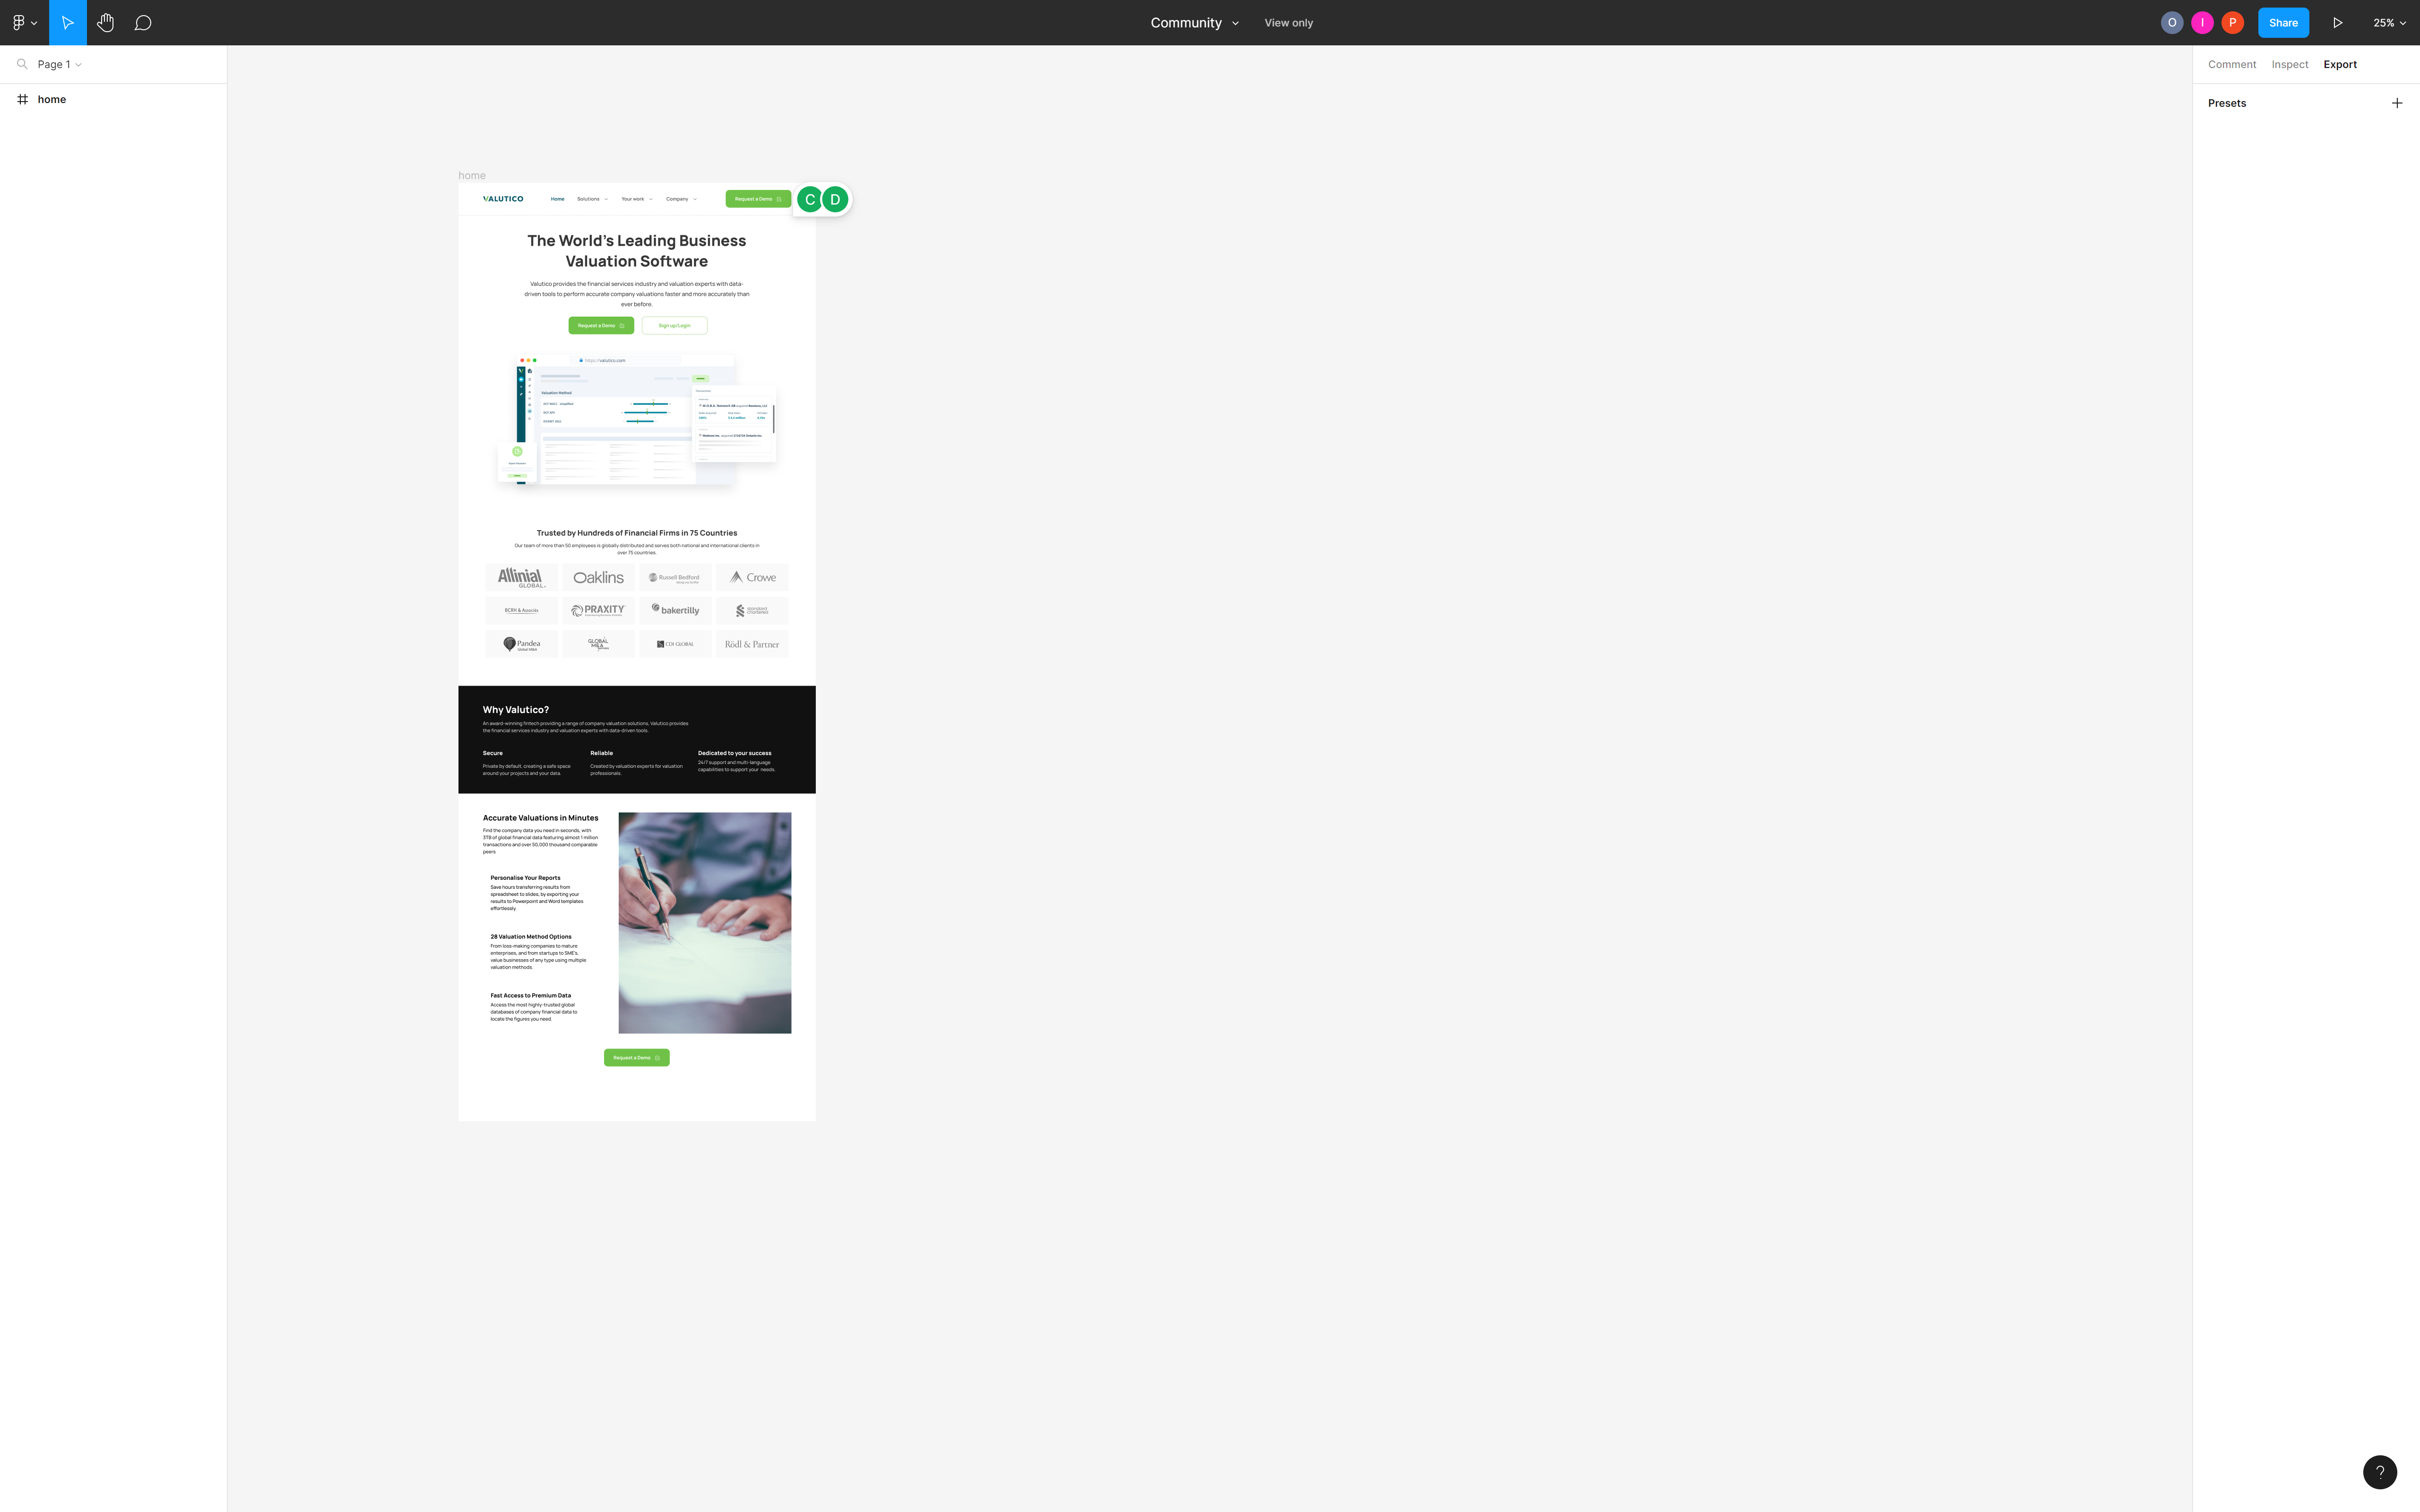 Community
View only
O
I
P
Share
25%
Page 1
Comment
Inspect
Export
home
Presets
home
VALUTICO
Home
Solutions
Your work
Company
Request a Demo
C
D
The World's Leading Business
Valuation Software
Valutico provides the financial services industry and valuation experts with data-
driven tools to perform accurate company valuations faster and more accurately than
ever before.
Request a Demo
Sign up/Login
https://valutico.com
Valuation Method
Trusted by Hundreds of Financial Firms in 75 Countries
Our team of more than 50 employees is globally distributed and serves both national and international clients in
over 75 countries.
Allinial
GLOBAL
Oaklins
Russell Bedford
Crowe
BCRH & Associés
PRAXITY
bakertilly
standard
chartered
Pandea
Global M&A
GLOBAL
M&A
CDI GLOBAL
Rödl & Partner
Why Valutico?
An award-winning fintech providing a range of company valuation solutions, Valutico provides
the financial services industry and valuation experts with data-driven tools.
Secure
Private by default, creating a safe space
around your projects and your data.
Reliable
Created by valuation experts for valuation
professionals.
Dedicated to your success
24/7 support and multi-language
capabilities to support your needs.
Accurate Valuations in Minutes
Find the company data you need in seconds, with
3TB of global financial data featuring almost 1 million
transactions and over 50,000 thousand comparable
peers
Personalise Your Reports
Save hours transferring results from
spreadsheet to slides, by exporting your
results to Powerpoint and Word templates
effortlessly.
28 Valuation Method Options
From loss-making companies to mature
enterprises, and from startups to SME's,
value businesses of any type using multiple
valuation methods.
Fast Access to Premium Data
Access the most highly-trusted global
databases of company financial data to
locate the figures you need.
Request a Demo
?